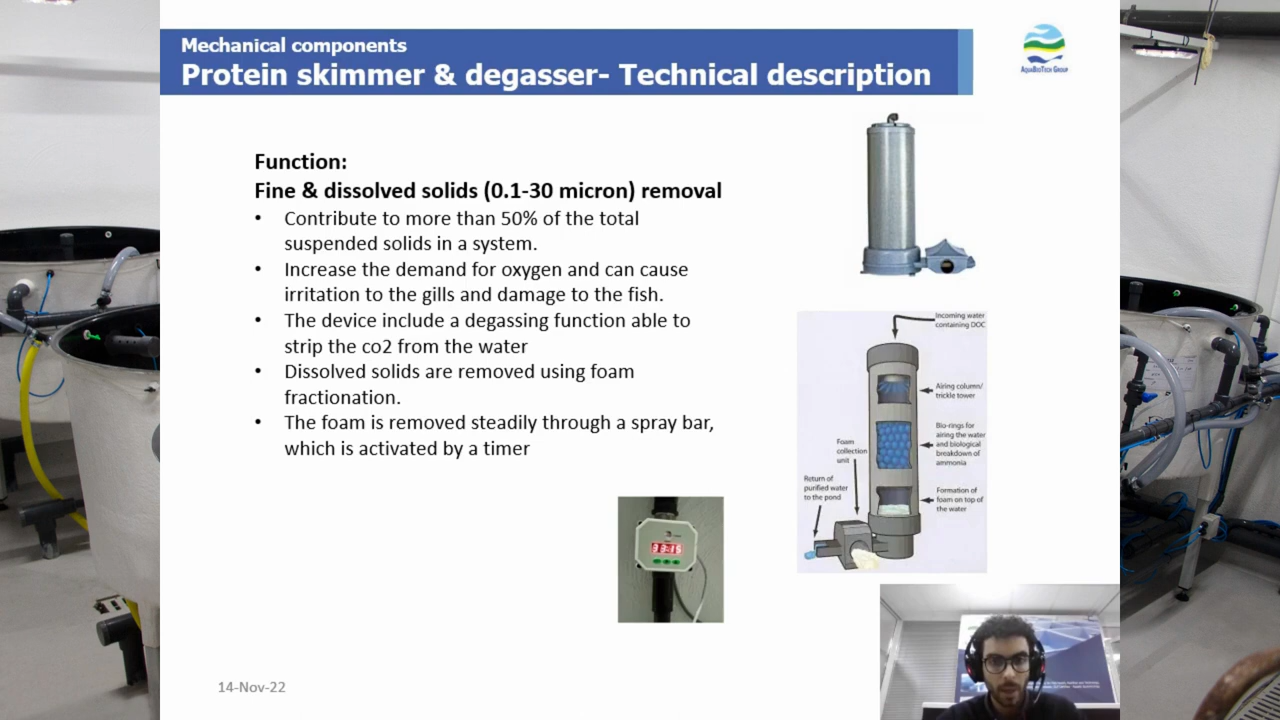 Mechanical components
Protein skimmer & degasser- Technical description
AQUABIOTECH GROUP
Function:
Fine & dissolved solids (0.1-30 micron) removal
• Contribute to more than 50% of the total
suspended solids in a system.
• Increase the demand for oxygen and can cause
irritation to the gills and damage to the fish.
• The device include a degassing function able to
strip the co2 from the water
• Dissolved solids are removed using foam
fractionation.
• The foam is removed steadily through a spray bar,
which is activated by a timer
Incoming water
containing DOC
Airing column/
trickle tower
Bio-rings for
airing the water
and biological
breakdown of
ammonia
Foam
collection
unit
Return of
purified water
to the pond
Formation of
foam on top of
the water
14-Nov-22